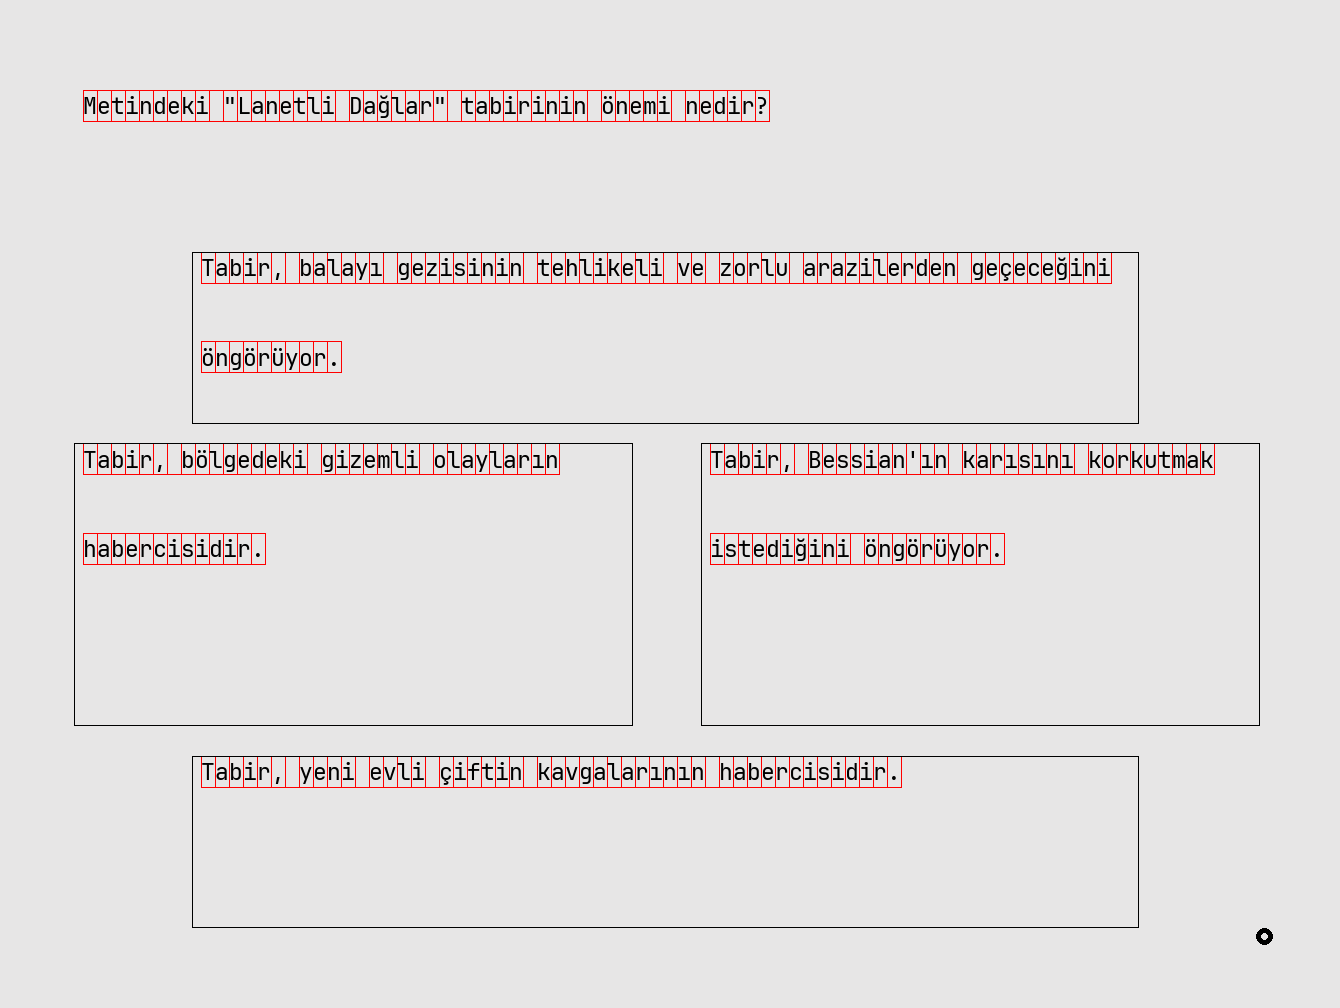 Metindeki "Lanetli Dağlar" tabirinin önemi nedir?
Tabir, balayı gezisinin tehlikeli ve zorlu arazilerden geçeceğini
öngörüyor.
Tabir, bölgedeki gizemli olayların
habercisidir.
Tabir, Bessian'ın karısını korkutmak
istediğini öngörüyor.
Tabir, yeni evli çiftin kavgalarının habercisidir.